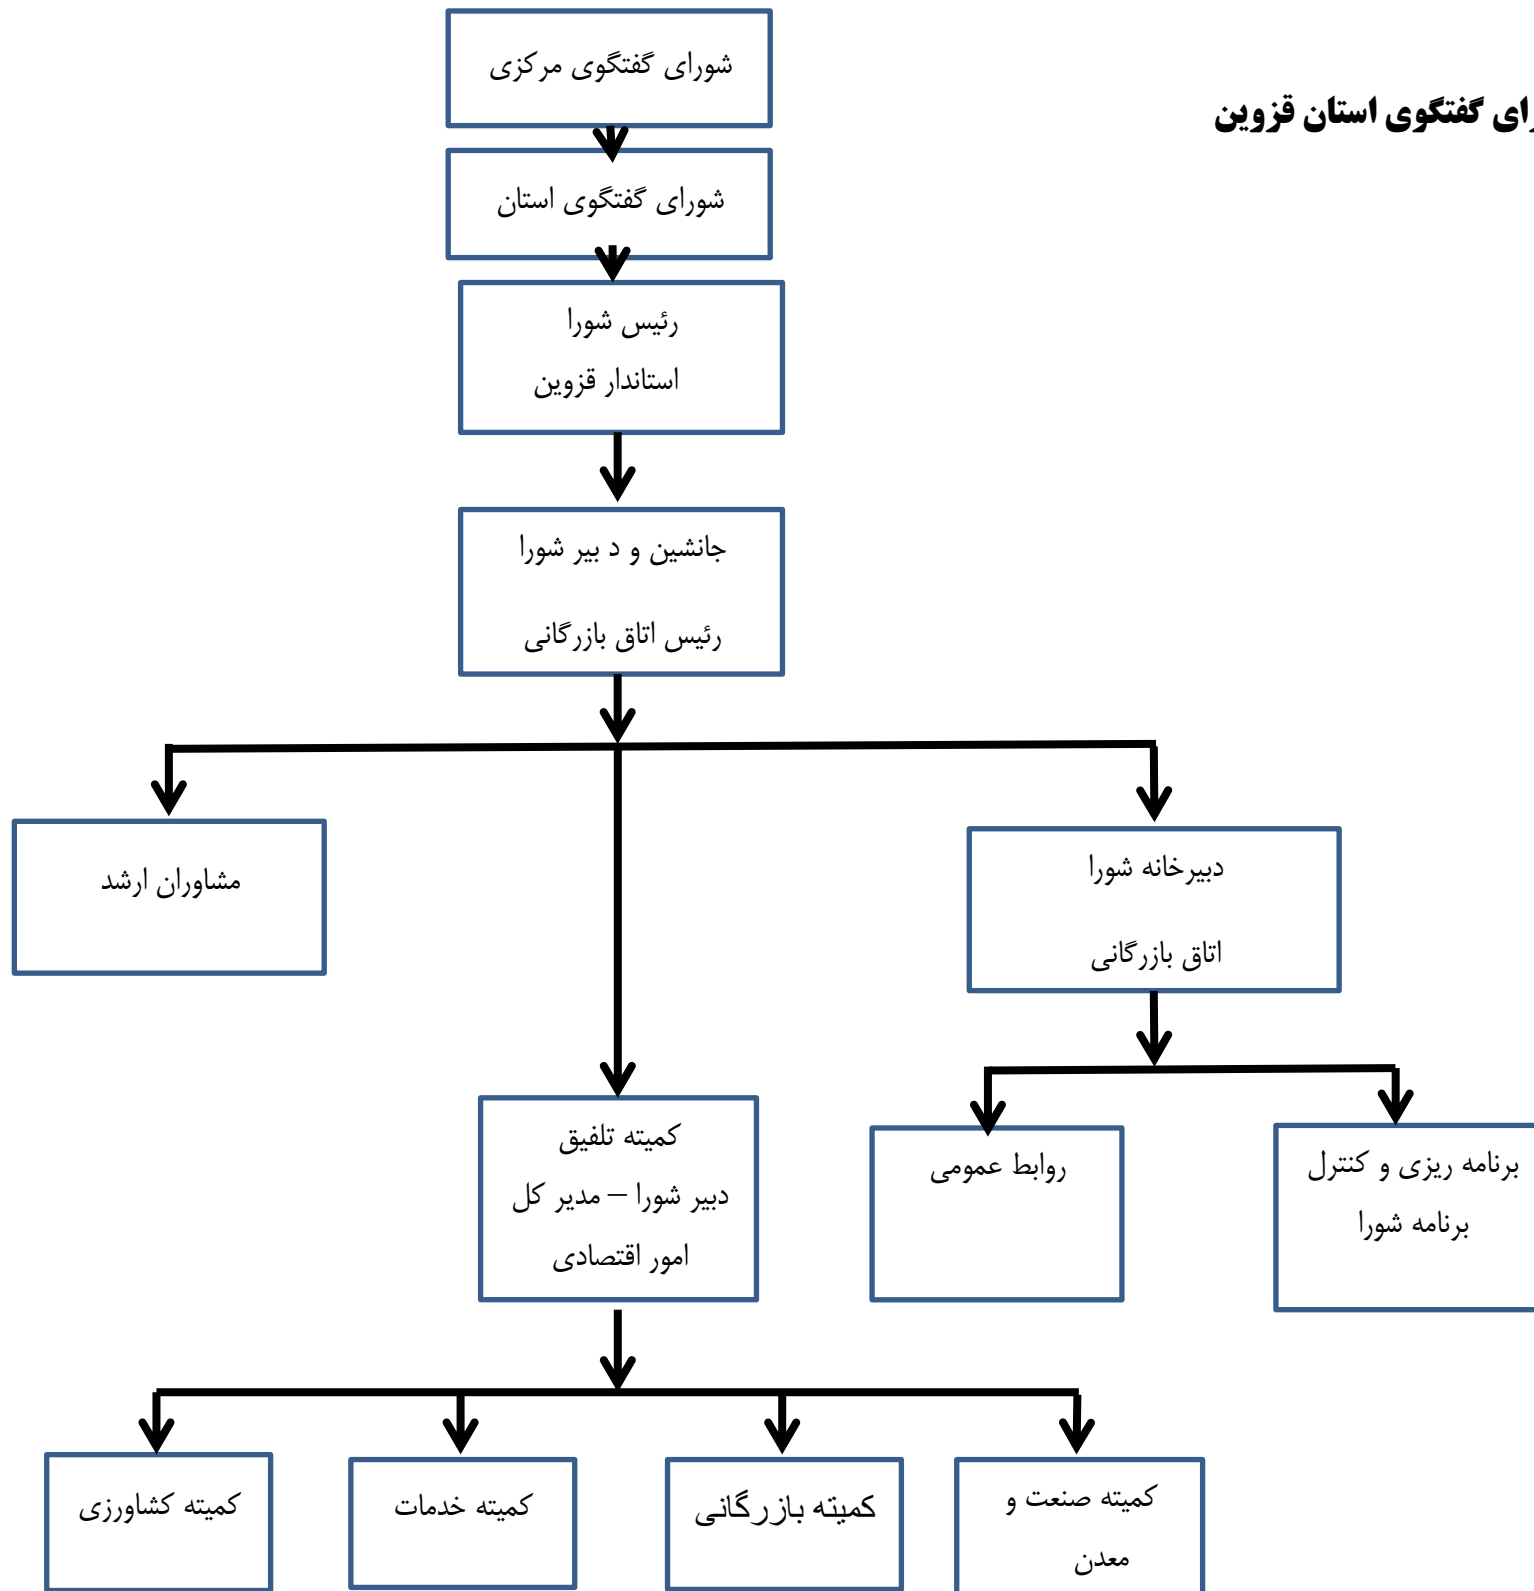 شورای گفتگوی مرکزی
گفتگوی استان قزوین
شورای گفتگوی استان
رئیس شورا
استاندار قزوین
جانشین و د بیر شورا
رئیس اتاق بازرگانی
مشاوران ارشد
دبیرخانه شورا
اتاق بازرگانی
کمیته تلفیق
دبیر شورا – مدیر کل
امور اقتصادی
روابط عمومی
برنامه ریزی و کنترل
برنامه شورا
کمیته صنعت و
معدن
کمیته بازرگانی
کمیته خدمات
کمیته کشاورزی